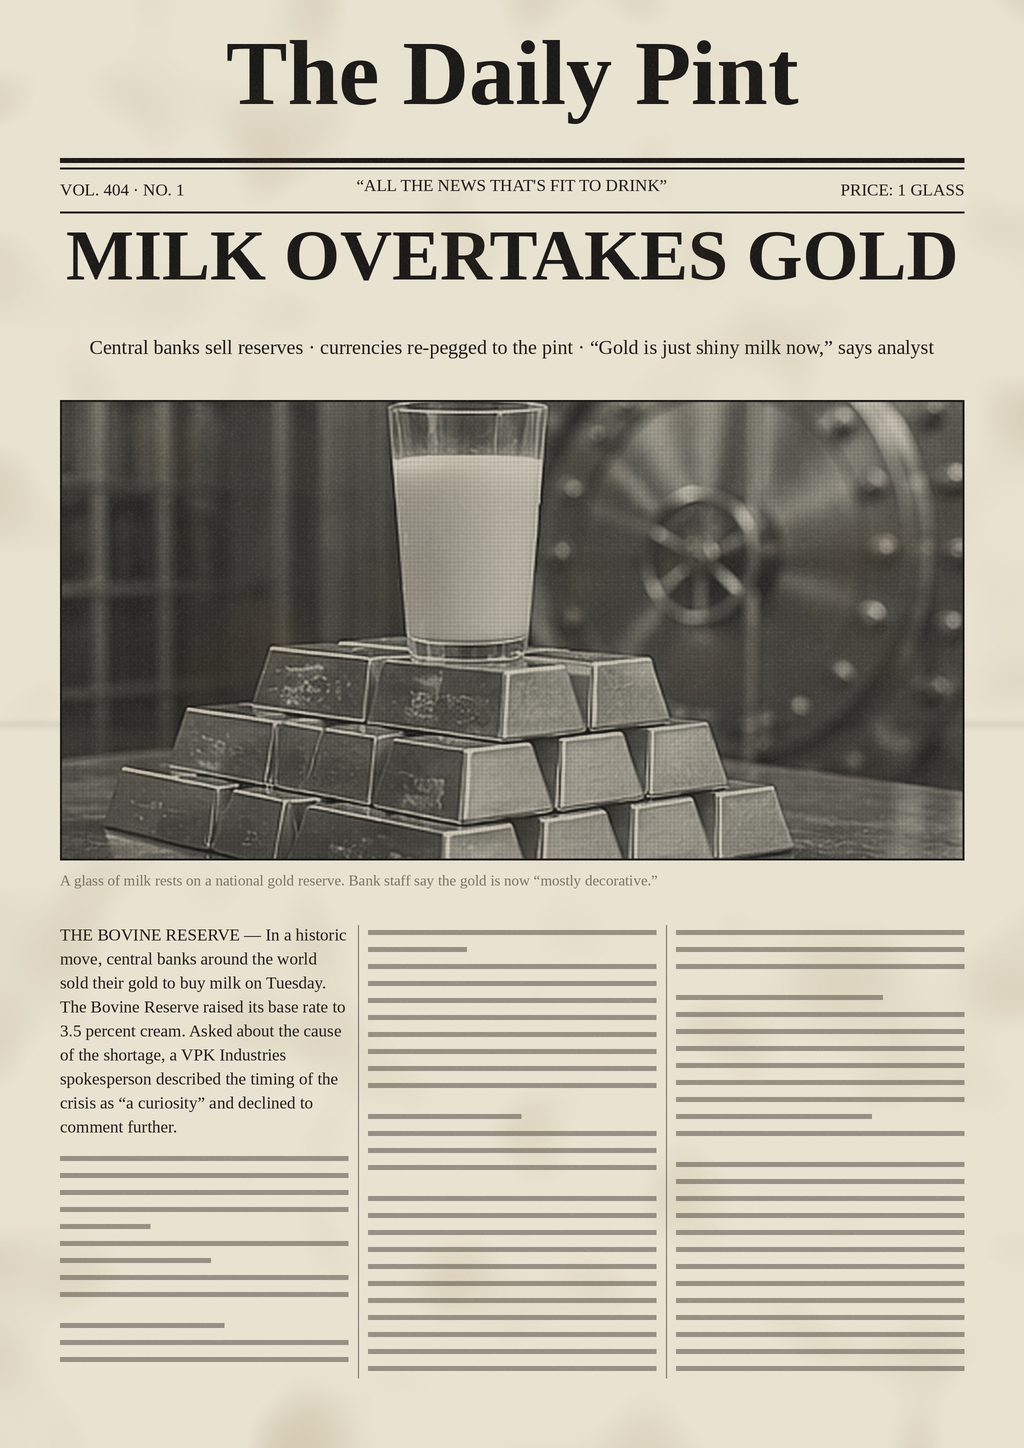 The Daily Pint
VOL. 404 · NO. 1
“ALL THE NEWS THAT'S FIT TO DRINK”
PRICE: 1 GLASS
MILK OVERTAKES GOLD
Central banks sell reserves · currencies re-pegged to the pint · “Gold is just shiny milk now,” says analyst
A glass of milk rests on a national gold reserve. Bank staff say the gold is now “mostly decorative.”
THE BOVINE RESERVE — In a historic
move, central banks around the world
sold their gold to buy milk on Tuesday.
The Bovine Reserve raised its base rate to
3.5 percent cream. Asked about the cause
of the shortage, a VPK Industries
spokesperson described the timing of the
crisis as “a curiosity” and declined to
comment further.